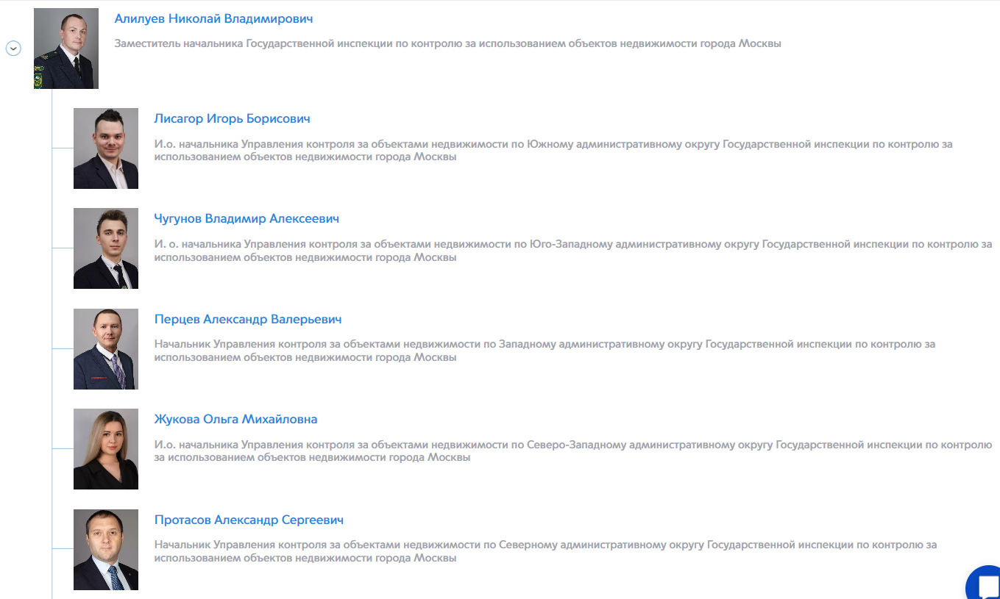 Алилуев Николай Владимирович
Заместитель начальника Государственной инспекции по контролю за использованием объектов недвижимости города Москвы
Лисагор Игорь Борисович
И.о. начальника Управления контроля за объектами недвижимости по Южному административному округу Государственной инспекции по контролю за
использованием объектов недвижимости города Москвы
Чугунов Владимир Алексеевич
И. о. начальника Управления контроля за объектами недвижимости по Юго-Западному административному округу Государственной инспекции по контролю за
использованием объектов недвижимости города Москвы
Перцев Александр Валерьевич
Начальник Управления контроля за объектами недвижимости по Западному административному округу Государственной инспекции по контролю за
использованием объектов недвижимости города Москвы
Жукова Ольга Михайловна
И.о. начальника Управления контроля за объектами недвижимости по Северо-Западному административному округу Государственной инспекции по контролю
за использованием объектов недвижимости города Москвы
Протасов Александр Сергеевич
Начальник Управления контроля за объектами недвижимости по Северному административному округу Государственной инспекции по контролю за
использованием объектов недвижимости города Москвы